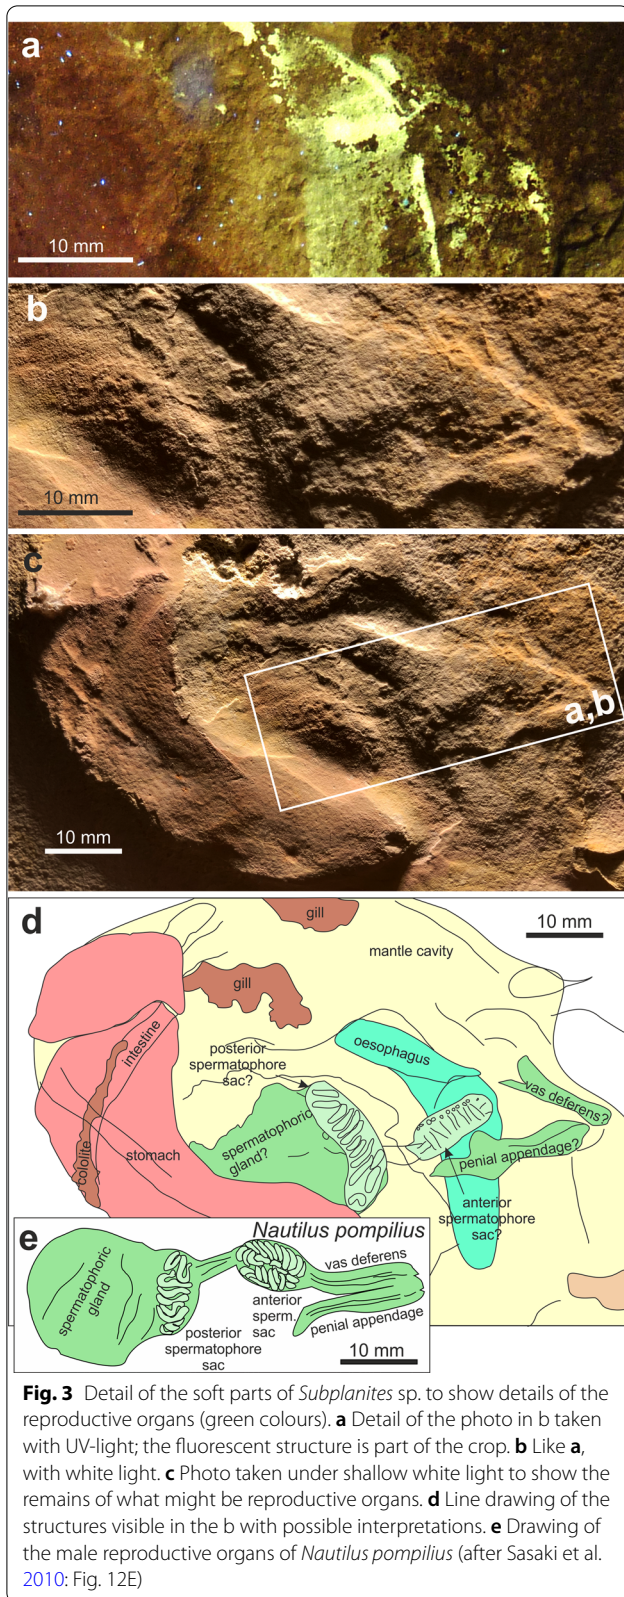 a
10 mm
b
10 mm
c
a,b
10 mm
d
gill
10 mm
mantle cavity
gill
intestine
oesophagus
posterior
spermatophore
sac?
vas deferens?
spermatophoric
gland?
cololite
stomach
penial appendage?
anterior
spermatophore
sac?
e
Nautilus pompilius
vas deferens
spermatophoric
gland
anterior
sperm.
sac
penial appendage
posterior
spermatophore
sac
10 mm
Fig. 3 Detail of the soft parts of Subplanites sp. to show details of the
reproductive organs (green colours). a Detail of the photo in b taken
with UV-light; the fluorescent structure is part of the crop. b Like a,
with white light. c Photo taken under shallow white light to show the
remains of what might be reproductive organs. d Line drawing of the
structures visible in the b with possible interpretations. e Drawing of
the male reproductive organs of Nautilus pompilius (after Sasaki et al.
2010: Fig. 12E)